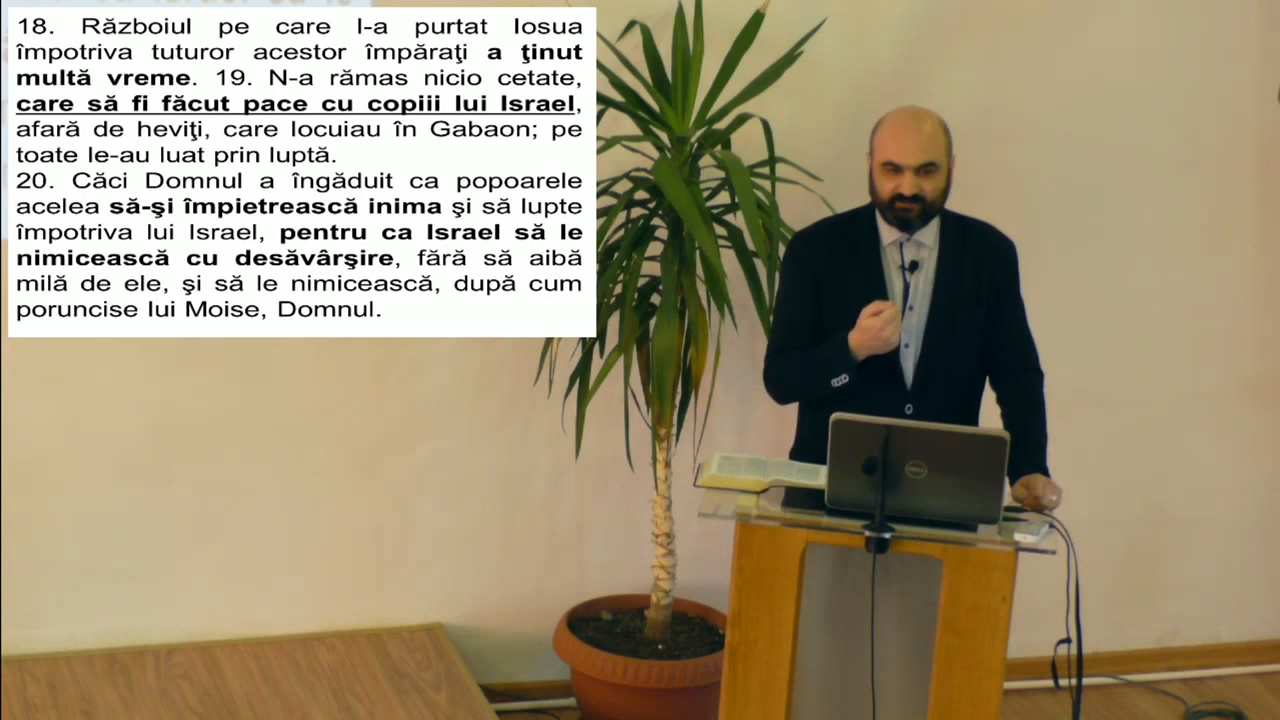 18. Războiul pe care l-a purtat Iosua
împotriva tuturor acestor împăraţi a ţinut
multă vreme. 19. N-a rămas nicio cetate,
care să fi făcut pace cu copiii lui Israel,
afară de heviţi, care locuiau în Gabaon; pe
toate le-au luat prin luptă.
20. Căci Domnul a îngăduit ca popoarele
acelea să-şi împietrească inima şi să lupte
împotriva lui Israel, pentru ca Israel să le
nimicească cu desăvârşire, fără să aibă
milă de ele, şi să le nimicească, după cum
poruncise lui Moise, Domnul.
DELL